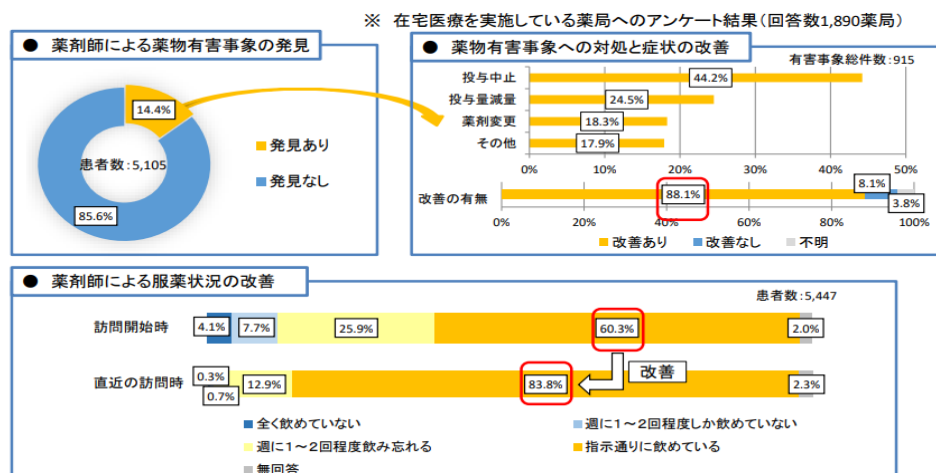 ※ 在宅医療を実施している薬局へのアンケート結果（回答数1,890薬局）
● 薬剤師による薬物有害事象の発見
14.4%
患者数：5,105
85.6%
発見あり
発見なし
● 薬物有害事象への対処と症状の改善
有害事象総件数：915
投与中止
44.2%
投与量減量
24.5%
薬剤変更
18.3%
その他
17.9%
0% 10% 20% 30% 40% 50%
改善の有無
88.1%
8.1%
3.8%
0% 20% 40% 60% 80% 100%
改善あり 改善なし 不明
● 薬剤師による服薬状況の改善
患者数：5,447
訪問開始時
4.1% 7.7% 25.9% 60.3% 2.0%
改善
直近の訪問時
0.3% 0.7% 12.9% 83.8% 2.3%
全く飲めていない 週に１～２回程度しか飲めていない
週に１～２回程度飲み忘れる 指示通りに飲めている
無回答